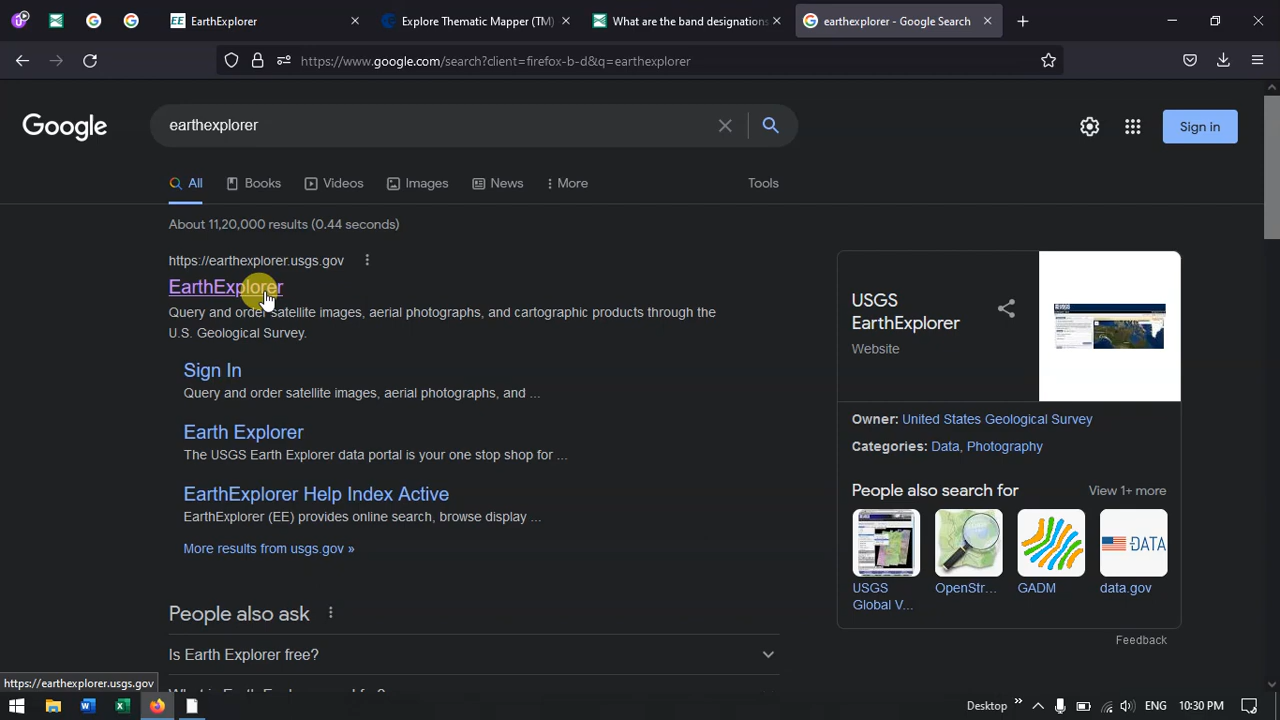 EarthExplorer
Explore Thematic Mapper (TM)
What are the band designations
earthexplorer - Google Search
https://www.google.com/search?client=firefox-b-d&q=earthexplorer
Google
earthexplorer
Sign in
All
Books
Videos
Images
News
More
Tools
About 11,20,000 results (0.44 seconds)
https://earthexplorer.usgs.gov
EarthExplorer
Query and order satellite images, aerial photographs, and cartographic products through the
U.S. Geological Survey.
Sign In
Query and order satellite images, aerial photographs, and ...
Earth Explorer
The USGS Earth Explorer data portal is your one stop shop for ...
EarthExplorer Help Index Active
EarthExplorer (EE) provides online search, browse display ...
More results from usgs.gov »
People also ask
Is Earth Explorer free?
USGS
EarthExplorer
Website
Owner: United States Geological Survey
Categories: Data, Photography
People also search for
View 1+ more
DATA
USGS
Global V...
OpenStr...
GADM
data.gov
Feedback
https://earthexplorer.usgs.gov
Desktop
ENG
10:30 PM